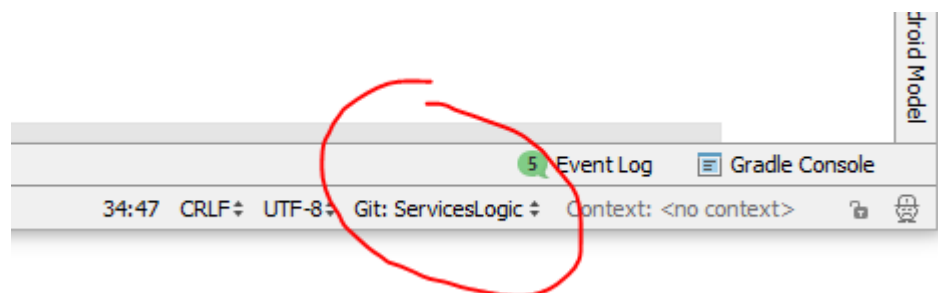 droid Model
5 Event Log Gradle Console
34:47 CRLF UTF-8 Git: ServicesLogic Context: <no context>